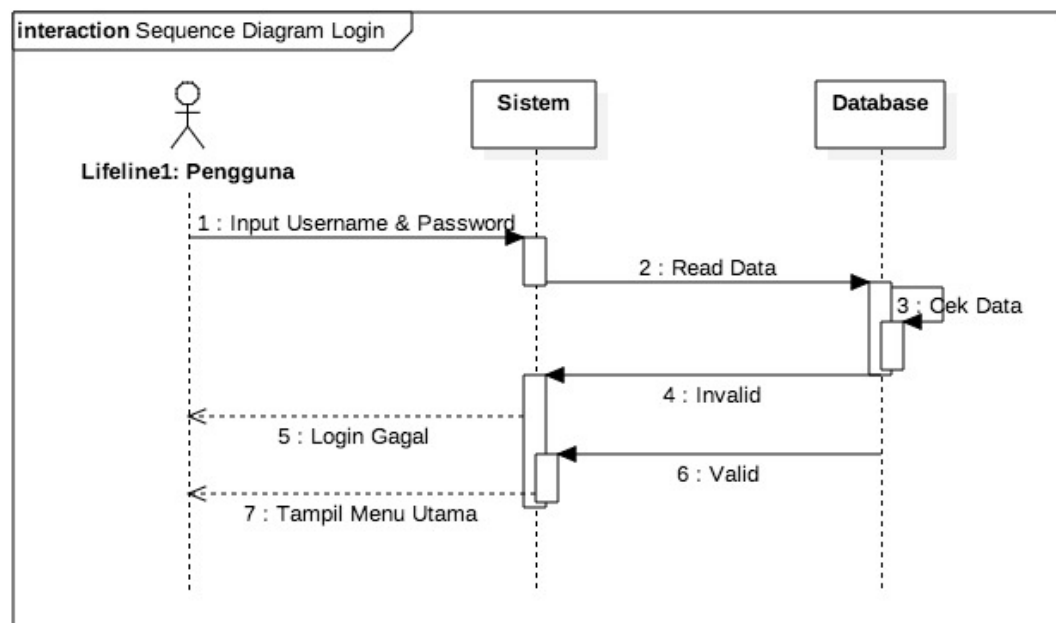 interaction Sequence Diagram Login
Sistem
Database
Lifeline1: Pengguna
1 : Input Username & Password
2 : Read Data
3 : Cek Data
4 : Invalid
5 : Login Gagal
6 : Valid
7 : Tampil Menu Utama